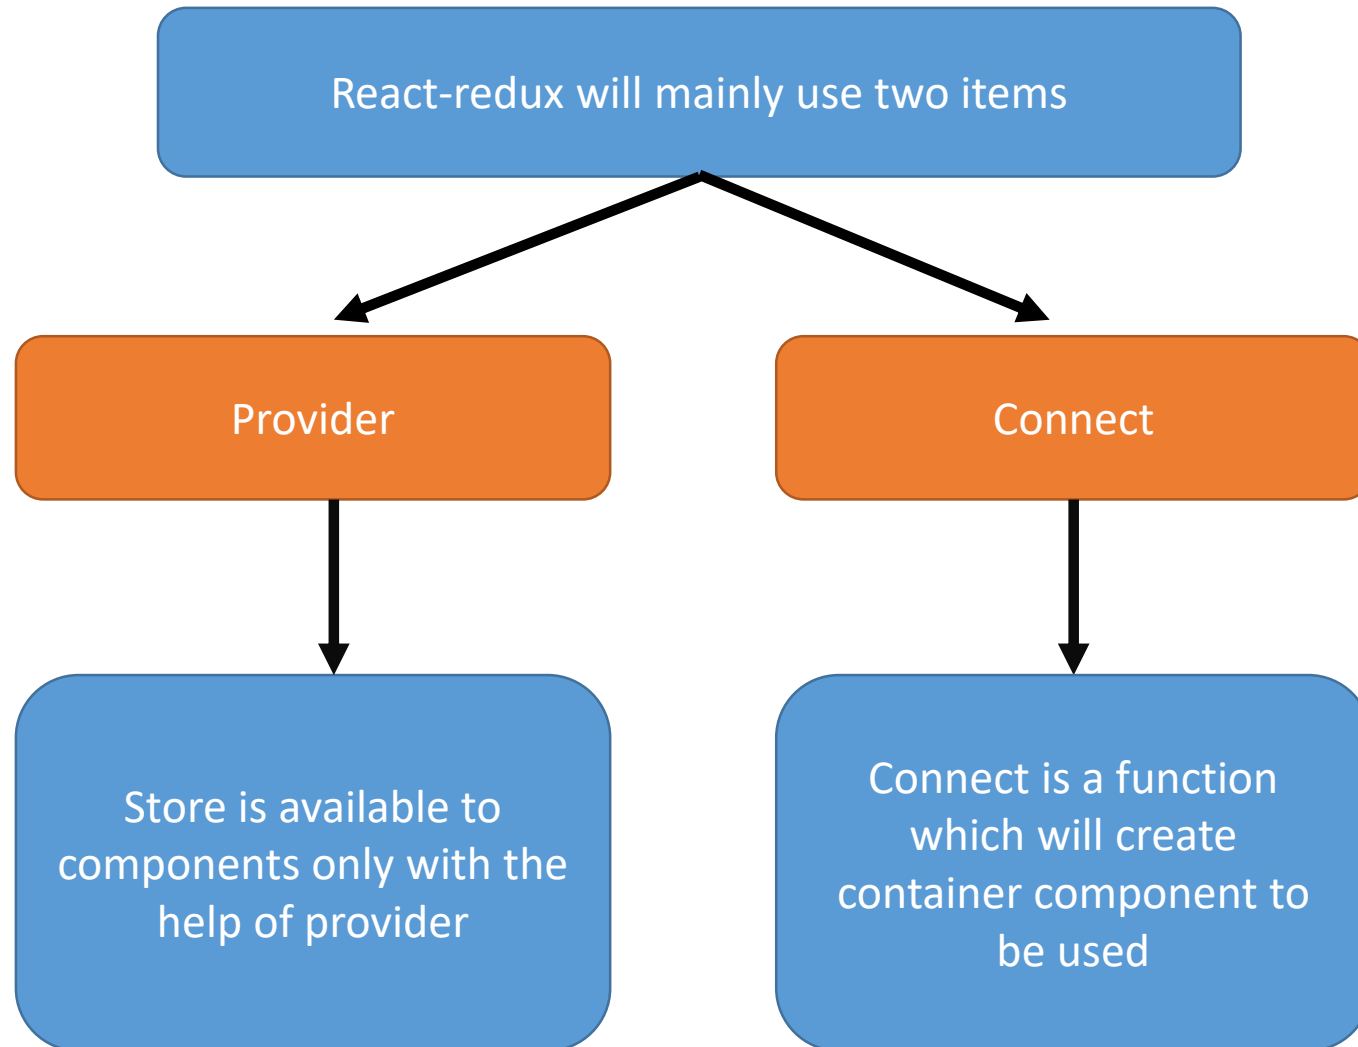 React-redux will mainly use two items
Provider
Connect
Store is available to
components only with the
help of provider
Connect is a function
which will create
container component to
be used